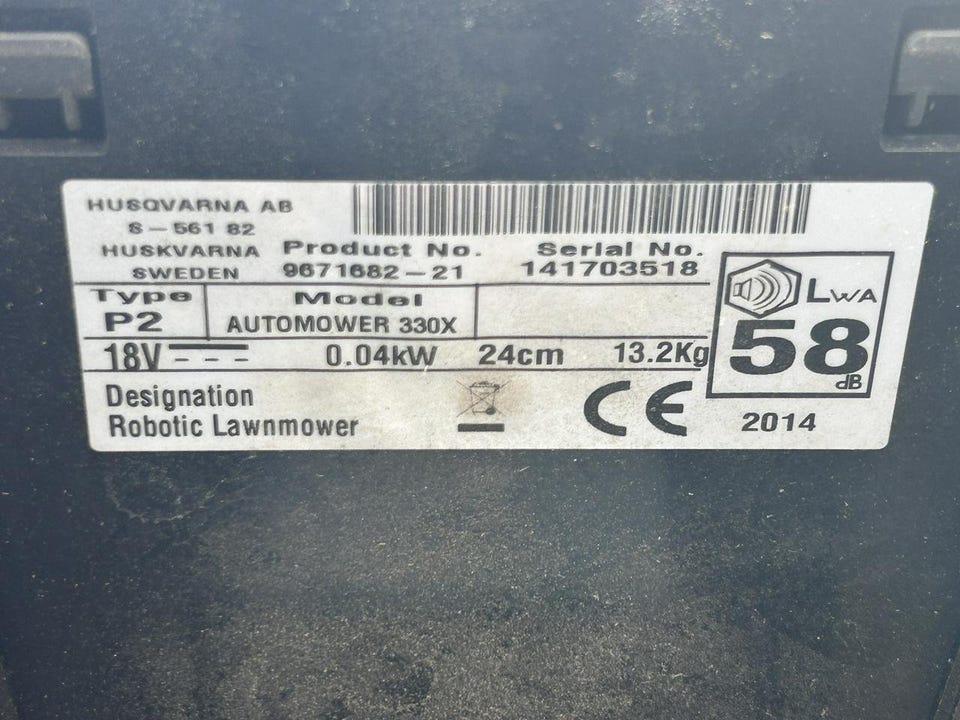 HUSQVARNA AB
S-561 82
HUSKVARNA
SWEDEN
Product No.
9671682-21
Serial No.
141703518
Type
P2
Model
AUTOMOWER 330X
LWA
58
dB
18V
0.04kW 24cm 13.2Kg
Designation
Robotic Lawnmower
CE
2014